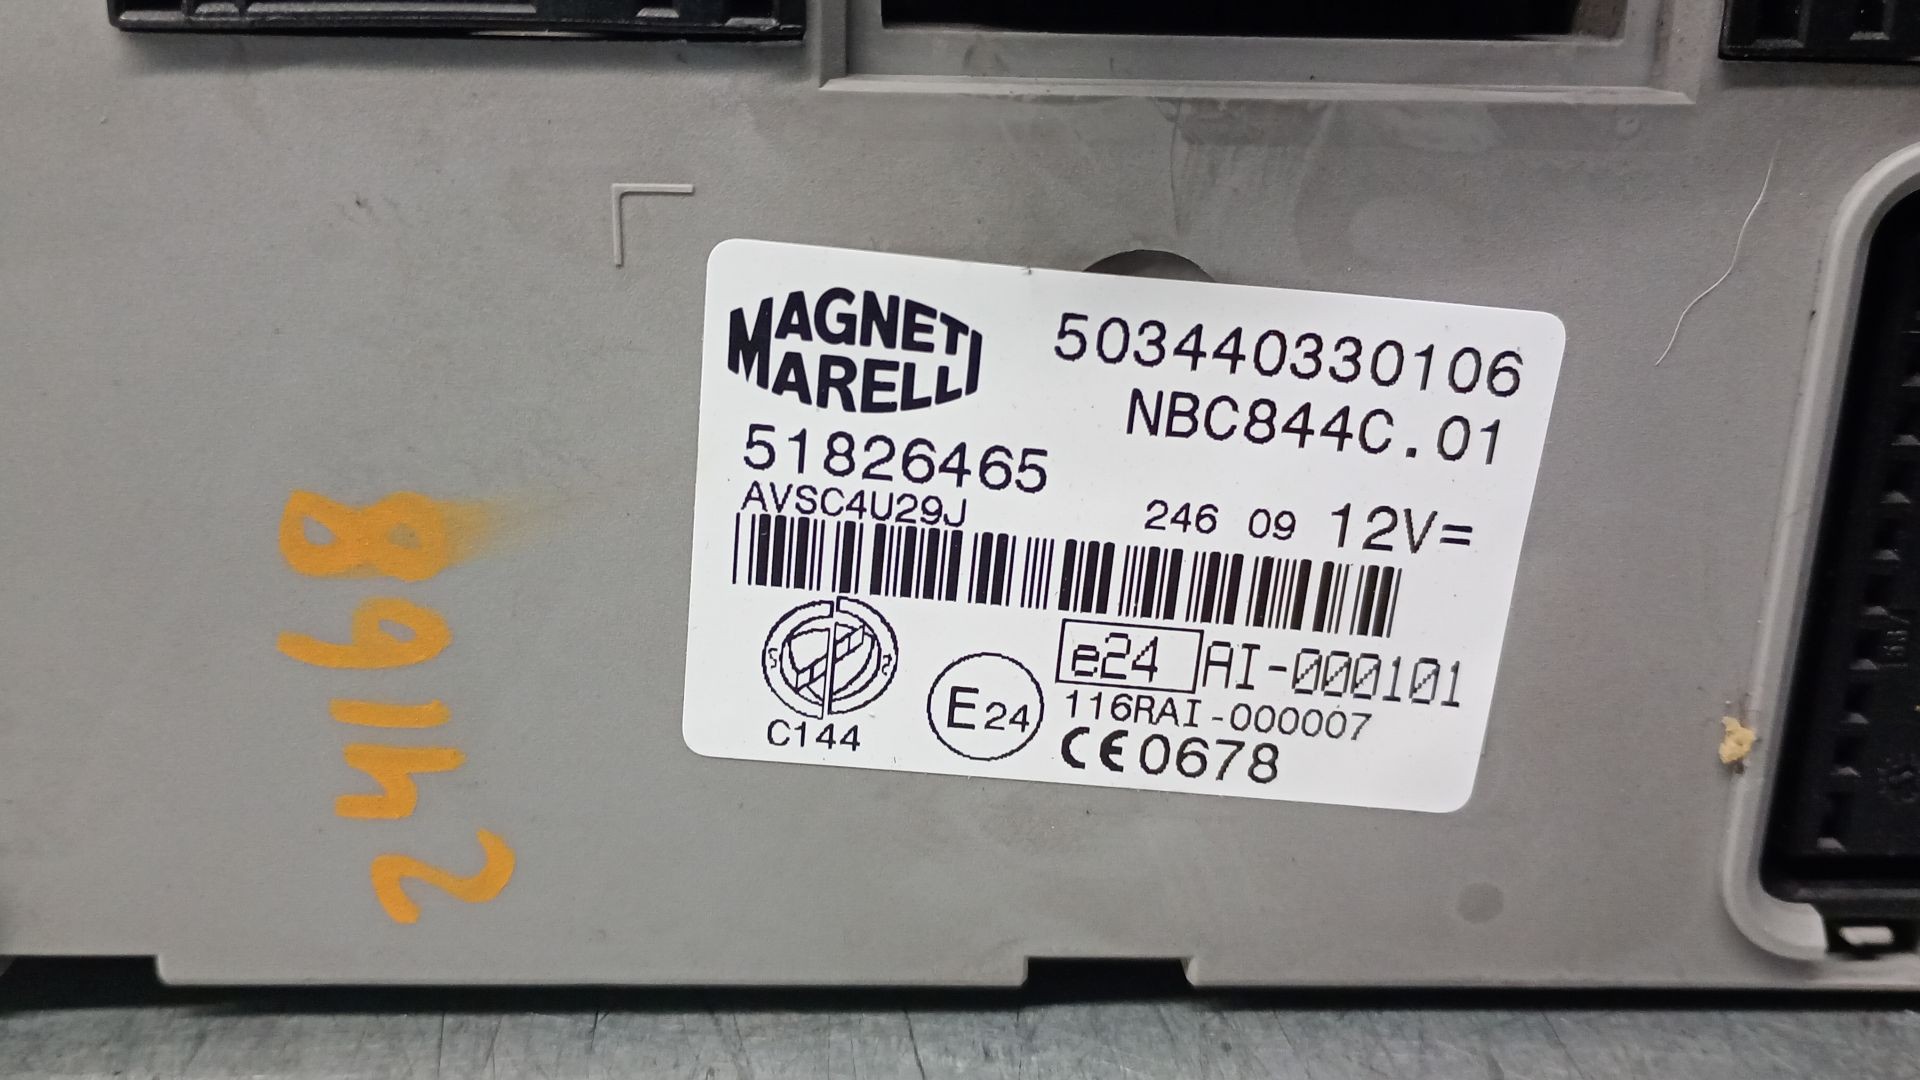 MAGNETI
MARELLI
503440330106
NBC844C.01
51826465
AVSC4U29J
246 09 12V=
e24 AI-000101
E24 116RAI-000007
C144
CE0678
24168